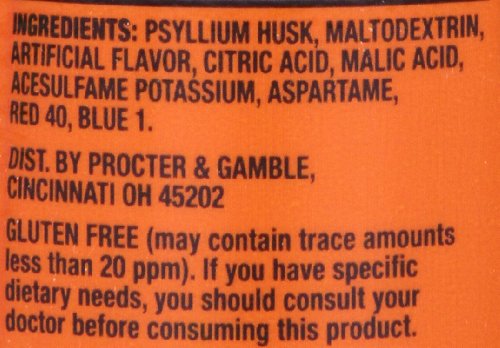 INGREDIENTS: PSYLLIUM HUSK, MALTODEXTRIN,
ARTIFICIAL FLAVOR, CITRIC ACID, MALIC ACID,
ACESULFAME POTASSIUM, ASPARTAME,
RED 40, BLUE 1.
DIST. BY PROCTER & GAMBLE,
CINCINNATI OH 45202
GLUTEN FREE (may contain trace amounts
less than 20 ppm). If you have specific
dietary needs, you should consult your
doctor before consuming this product.